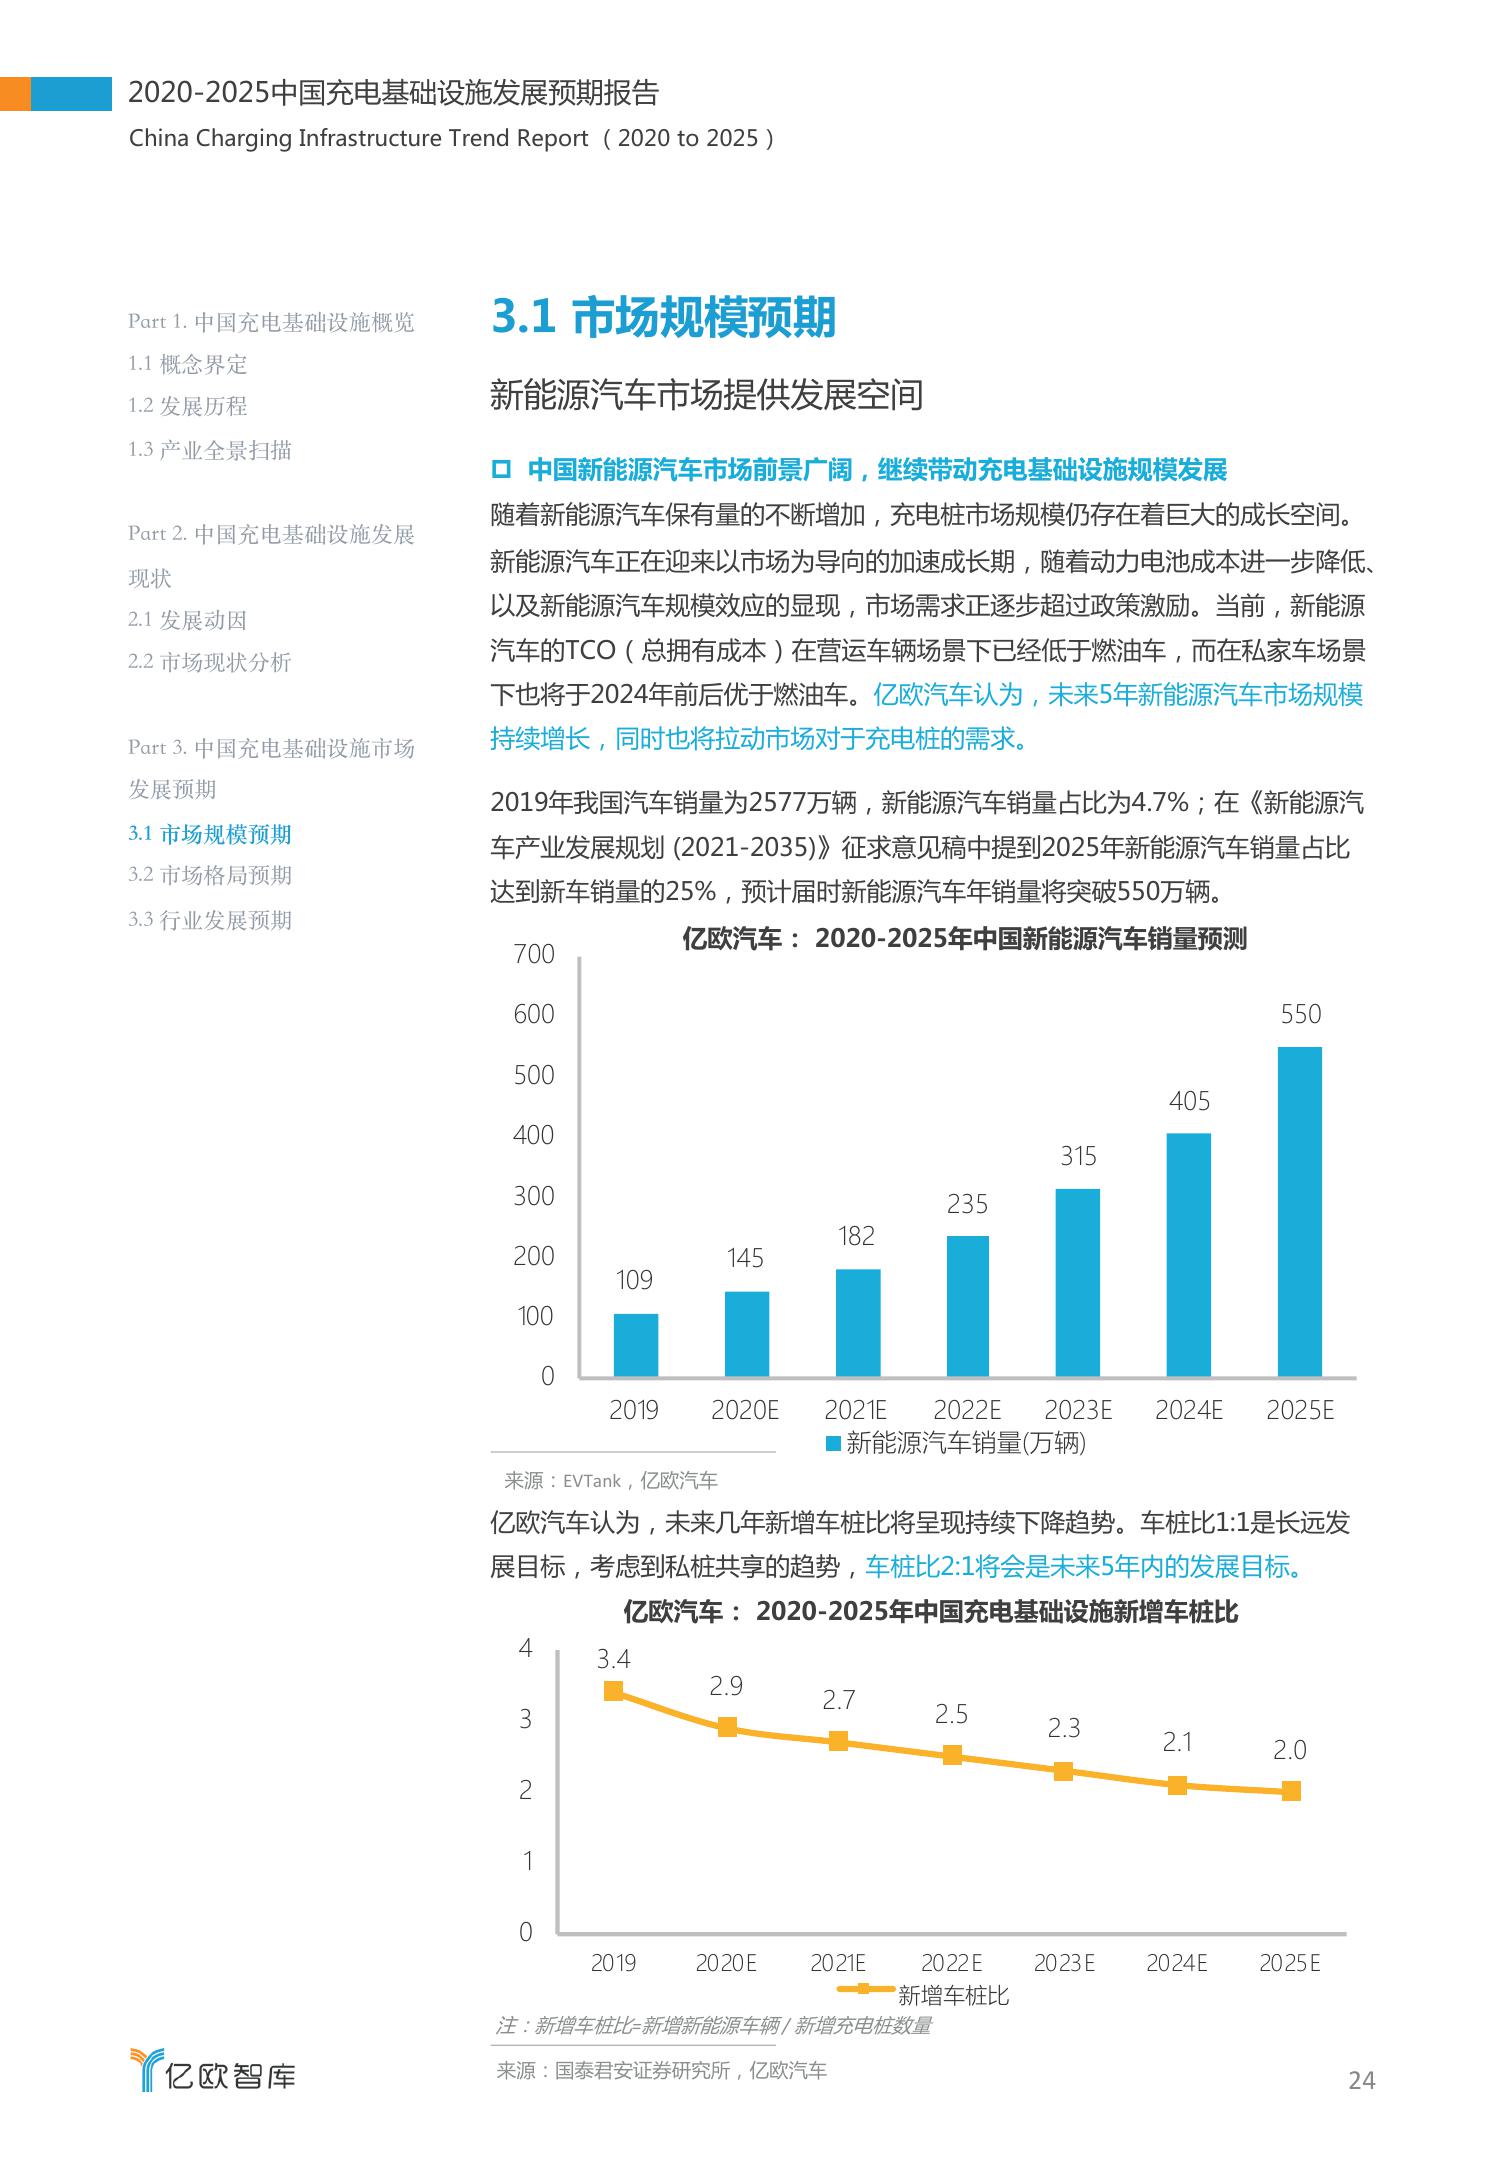 2020-2025中国充电基础设施发展预期报告
China Charging Infrastructure Trend Report（2020 to 2025）
Part 1. 中国充电基础设施概览
1.1 概念界定
1.2 发展历程
1.3 产业全景扫描
Part 2. 中国充电基础设施发展
现状
2.1 发展动因
2.2 市场现状分析
Part 3. 中国充电基础设施市场
发展预期
3.1 市场规模预期
3.2 市场格局预期
3.3 行业发展预期
3.1 市场规模预期
新能源汽车市场提供发展空间
中国新能源汽车市场前景广阔，继续带动充电基础设施规模发展
随着新能源汽车保有量的不断增加，充电桩市场规模仍存在着巨大的成长空间。
新能源汽车正在迎来以市场为导向的加速成长期，随着动力电池成本进一步降低、
以及新能源汽车规模效应的显现，市场需求正逐步超过政策激励。当前，新能源
汽车的TCO（总拥有成本）在营运车辆场景下已经低于燃油车，而在私家车场景
下也将于2024年前后优于燃油车。亿欧汽车认为，未来5年新能源汽车市场规模
持续增长，同时也将拉动市场对于充电桩的需求。
2019年我国汽车销量为2577万辆，新能源汽车销量占比为4.7%；在《新能源汽
车产业发展规划 (2021-2035)》征求意见稿中提到2025年新能源汽车销量占比
达到新车销量的25%，预计届时新能源汽车年销量将突破550万辆。
亿欧汽车： 2020-2025年中国新能源汽车销量预测
700
600
500
400
300
200
100
0
109
145
182
235
315
405
550
2019 2020E 2021E 2022E 2023E 2024E 2025E
新能源汽车销量(万辆)
来源：EVTank，亿欧汽车
亿欧汽车认为，未来几年新增车桩比将呈现持续下降趋势。车桩比1:1是长远发
展目标，考虑到私桩共享的趋势，车桩比2:1将会是未来5年内的发展目标。
亿欧汽车： 2020-2025年中国充电基础设施新增车桩比
4
3
2
1
0
3.4
2.9
2.7
2.5
2.3
2.1
2.0
2019 2020E 2021E 2022E 2023E 2024E 2025E
新增车桩比
注：新增车桩比=新增新能源车辆 / 新增充电桩数量
来源：国泰君安证券研究所，亿欧汽车
亿欧智库
24